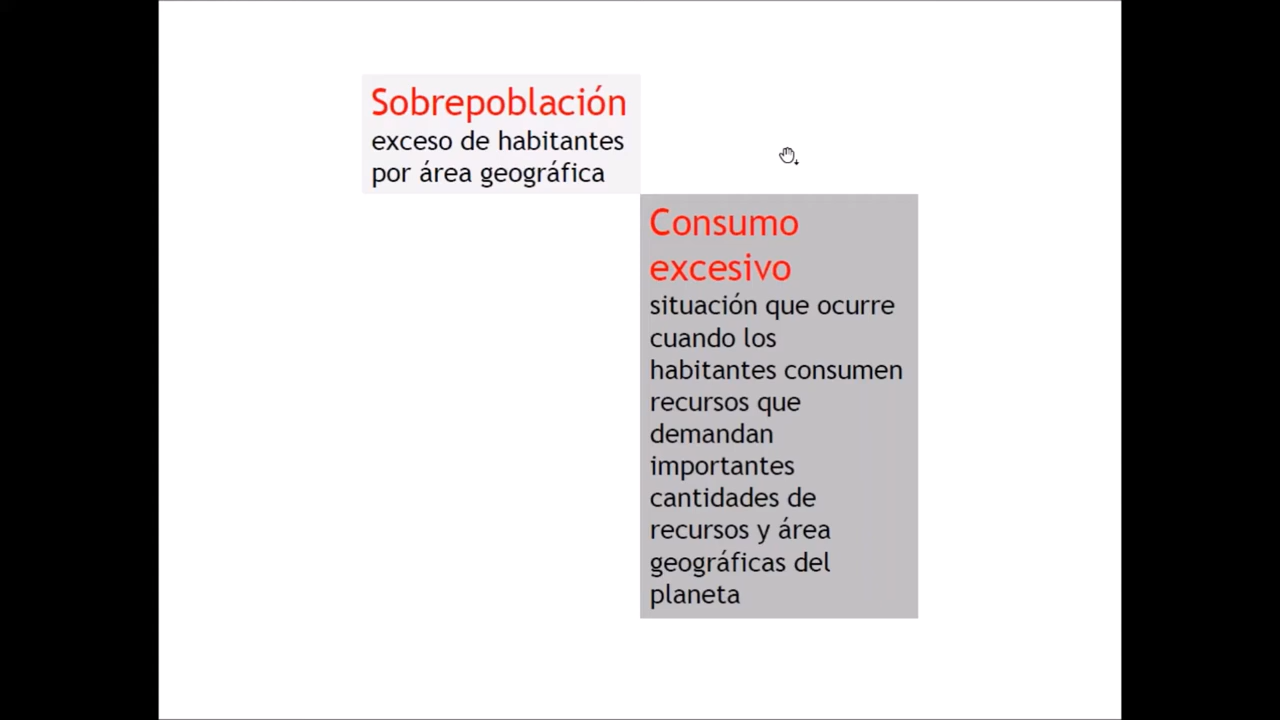 Sobrepoblación
exceso de habitantes
por área geográfica
Consumo
excesivo
situación que ocurre
cuando los
habitantes consumen
recursos que
demandan
importantes
cantidades de
recursos y área
geográficas del
planeta